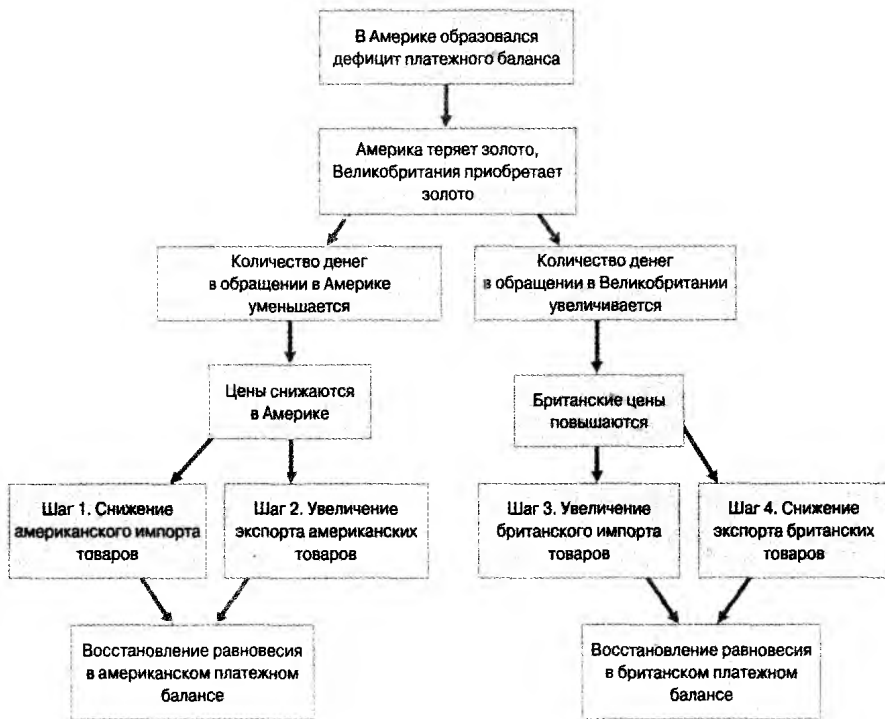 В Америке образовался
дефицит платежного баланса
Америка теряет золото,
Великобритания приобретает
золото
Количество денег
в обращении в Америке
уменьшается
Количество денег
в обращении в Великобритании
увеличивается
Цены снижаются
в Америке
Британские цены
повышаются
Шаг 1. Снижение
американского импорта
товаров
Шаг 2. Увеличение
экспорта американских
товаров
Шаг 3. Увеличение
британского импорта
товаров
Шаг 4. Снижение
экспорта британских
товаров
Восстановление равновесия
в американском платежном
балансе
Восстановление равновесия
в британском платежном
балансе